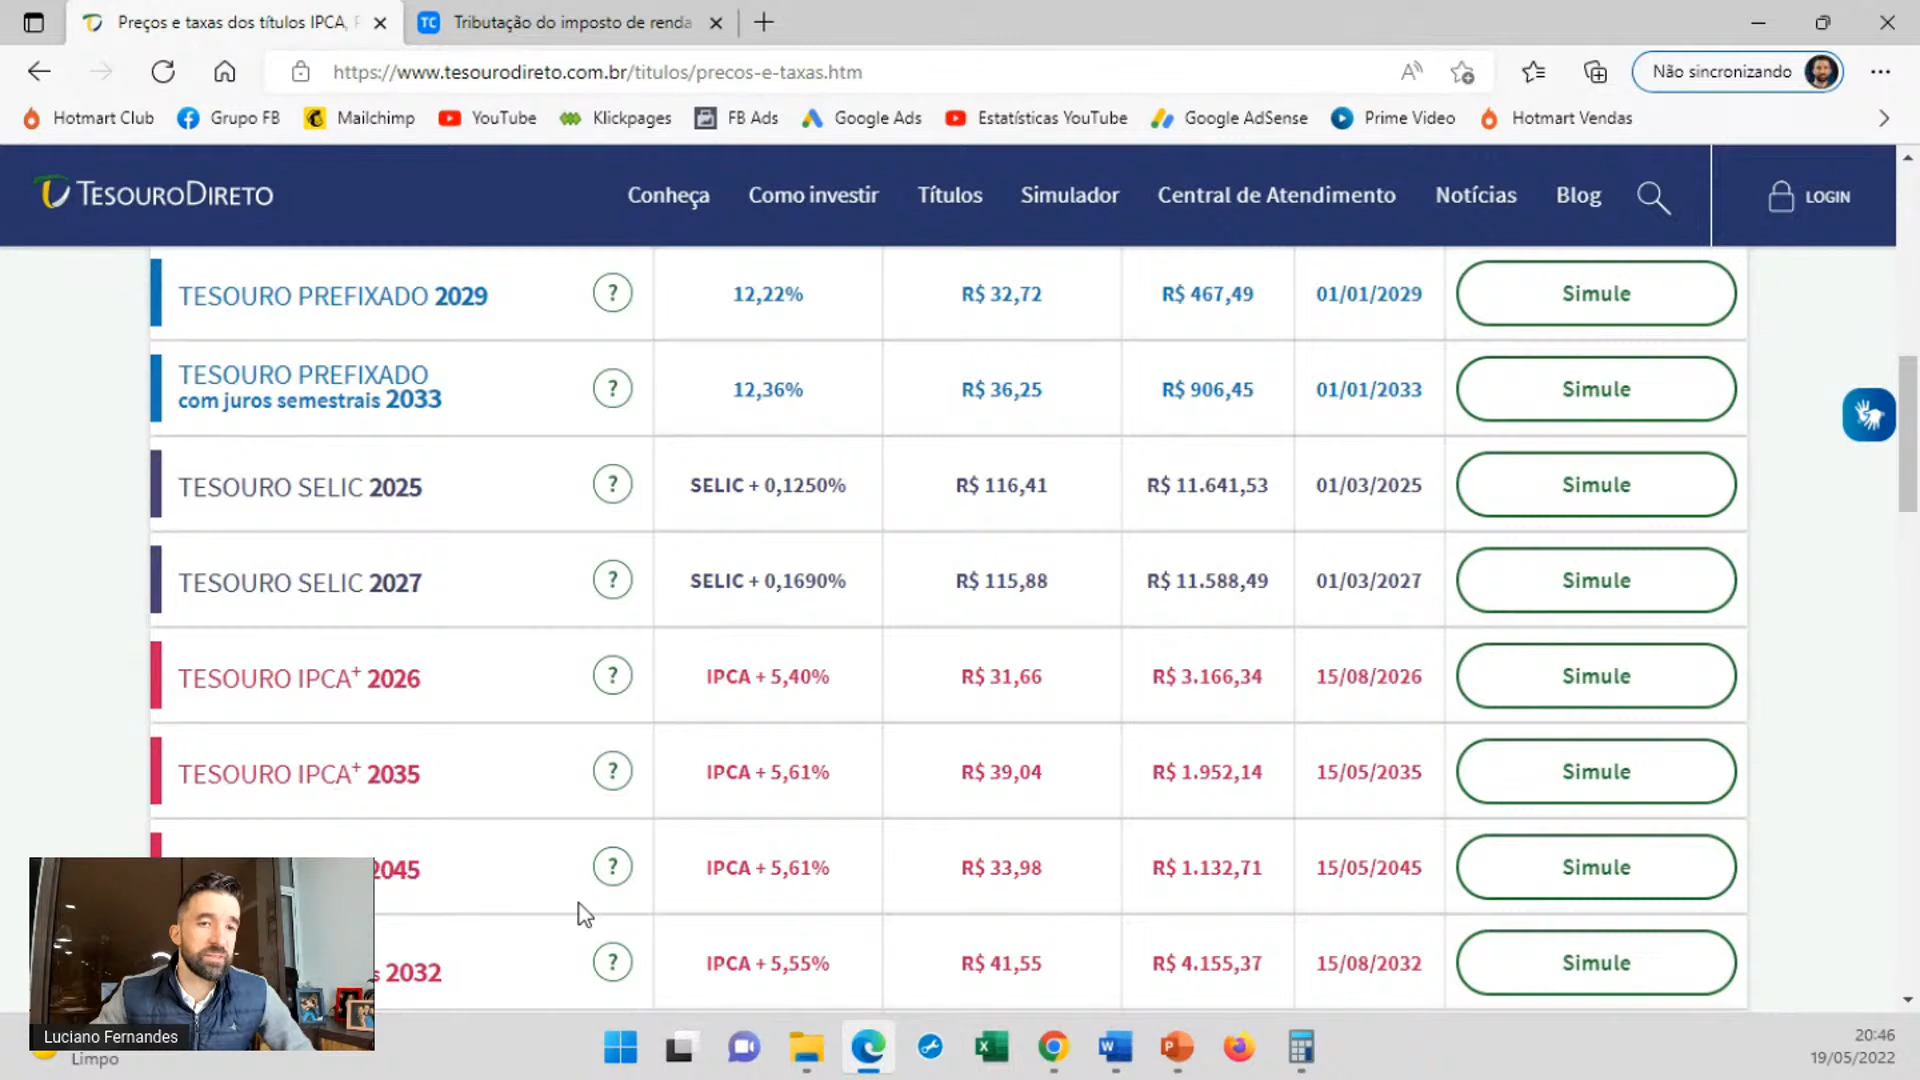 Preços e taxas dos títulos IPCA,
TC Tributação do imposto de renda
https://www.tesourodireto.com.br/titulos/precos-e-taxas.htm
Não sincronizando
Hotmart Club
Grupo FB
Mailchimp
YouTube
Klickpages
FB Ads
Google Ads
Estatísticas YouTube
Google AdSense
Prime Video
Hotmart Vendas
TESOURODIRETO
Conheça
Como investir
Títulos
Simulador
Central de Atendimento
Notícias
Blog
LOGIN
TESOURO PREFIXADO 2029 ? 12,22% R$ 32,72 R$ 467,49 01/01/2029 Simule
TESOURO PREFIXADO
com juros semestrais 2033 ? 12,36% R$ 36,25 R$ 906,45 01/01/2033 Simule
TESOURO SELIC 2025 ? SELIC + 0,1250% R$ 116,41 R$ 11.641,53 01/03/2025 Simule
TESOURO SELIC 2027 ? SELIC + 0,1690% R$ 115,88 R$ 11.588,49 01/03/2027 Simule
TESOURO IPCA+ 2026 ? IPCA + 5,40% R$ 31,66 R$ 3.166,34 15/08/2026 Simule
TESOURO IPCA+ 2035 ? IPCA + 5,61% R$ 39,04 R$ 1.952,14 15/05/2035 Simule
2045 ? IPCA + 5,61% R$ 33,98 R$ 1.132,71 15/05/2045 Simule
s 2032 ? IPCA + 5,55% R$ 41,55 R$ 4.155,37 15/08/2032 Simule
Luciano Fernandes
Limpo
20:46
19/05/2022